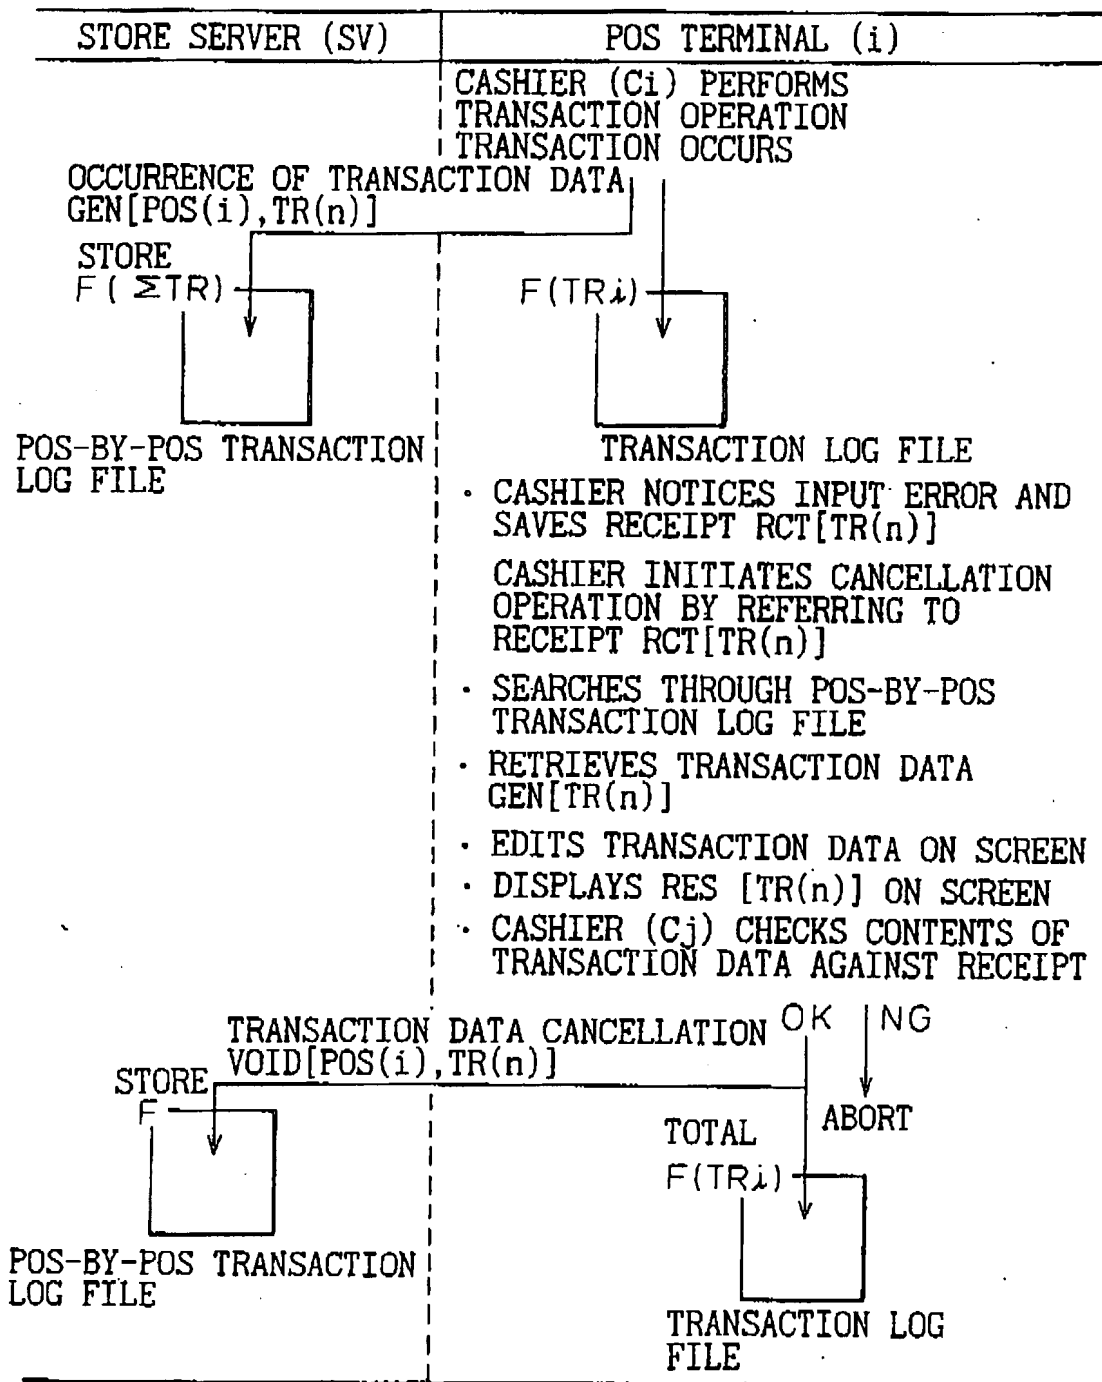 STORE SERVER (SV)
POS TERMINAL (i)
CASHIER (Ci) PERFORMS
TRANSACTION OPERATION
TRANSACTION OCCURS
OCCURRENCE OF TRANSACTION DATA
GEN[POS(i),TR(n)]
STORE
F(ΣTR)
F(TRi)
POS-BY-POS TRANSACTION
LOG FILE
TRANSACTION LOG FILE
· CASHIER NOTICES INPUT ERROR AND
SAVES RECEIPT RCT[TR(n)]
CASHIER INITIATES CANCELLATION
OPERATION BY REFERRING TO
RECEIPT RCT[TR(n)]
· SEARCHES THROUGH POS-BY-POS
TRANSACTION LOG FILE
· RETRIEVES TRANSACTION DATA
GEN[TR(n)]
· EDITS TRANSACTION DATA ON SCREEN
· DISPLAYS RES [TR(n)] ON SCREEN
· CASHIER (Cj) CHECKS CONTENTS OF
TRANSACTION DATA AGAINST RECEIPT
OK
NG
TRANSACTION DATA CANCELLATION
VOID[POS(i),TR(n)]
STORE
F
ABORT
TOTAL
F(TRi)
POS-BY-POS TRANSACTION
LOG FILE
TRANSACTION LOG
FILE